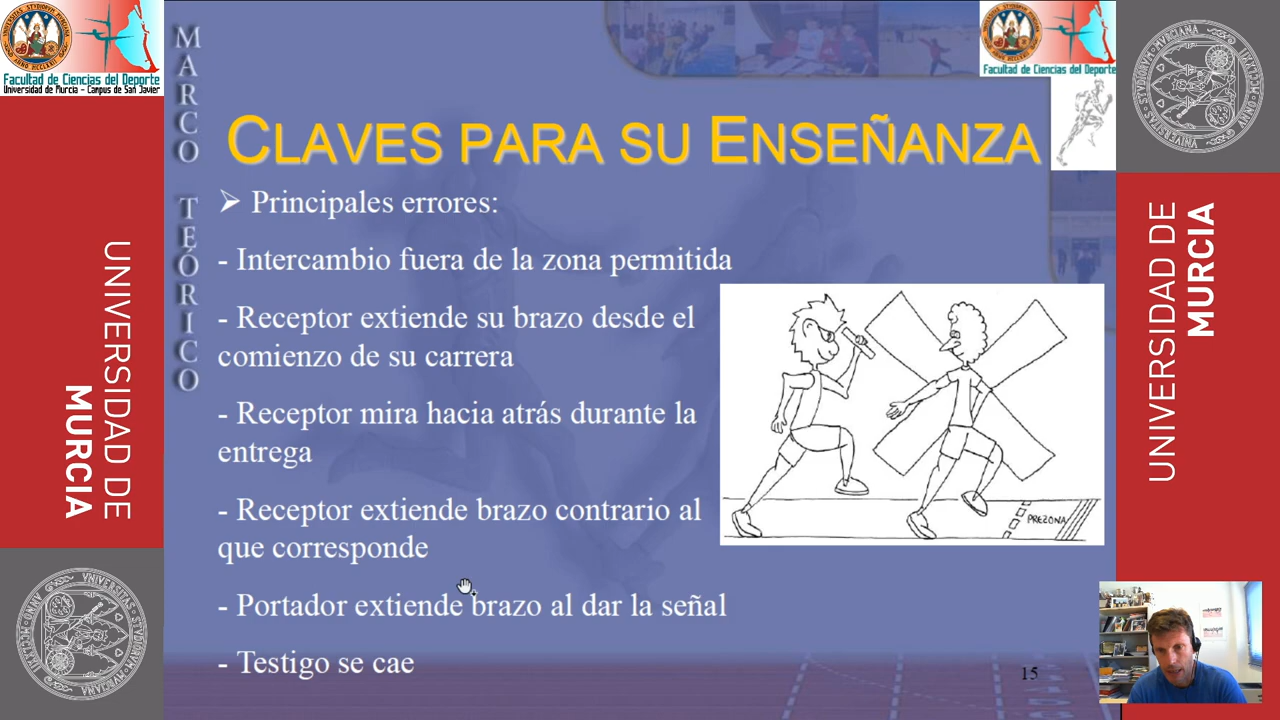 Facultad de Ciencias del Deporte
Universidad de Murcia - Campus de San Javier
UNIVERSIDAD DE
MURCIA
MARCO TEÓRICO
Facultad de Ciencias del Deporte
CLAVES PARA SU ENSEÑANZA
➢ Principales errores:
- Intercambio fuera de la zona permitida
- Receptor extiende su brazo desde el
comienzo de su carrera
- Receptor mira hacia atrás durante la
entrega
- Receptor extiende brazo contrario al
que corresponde
- Portador extiende brazo al dar la señal
- Testigo se cae
PREZONA
15
UNIVERSIDAD DE
MURCIA